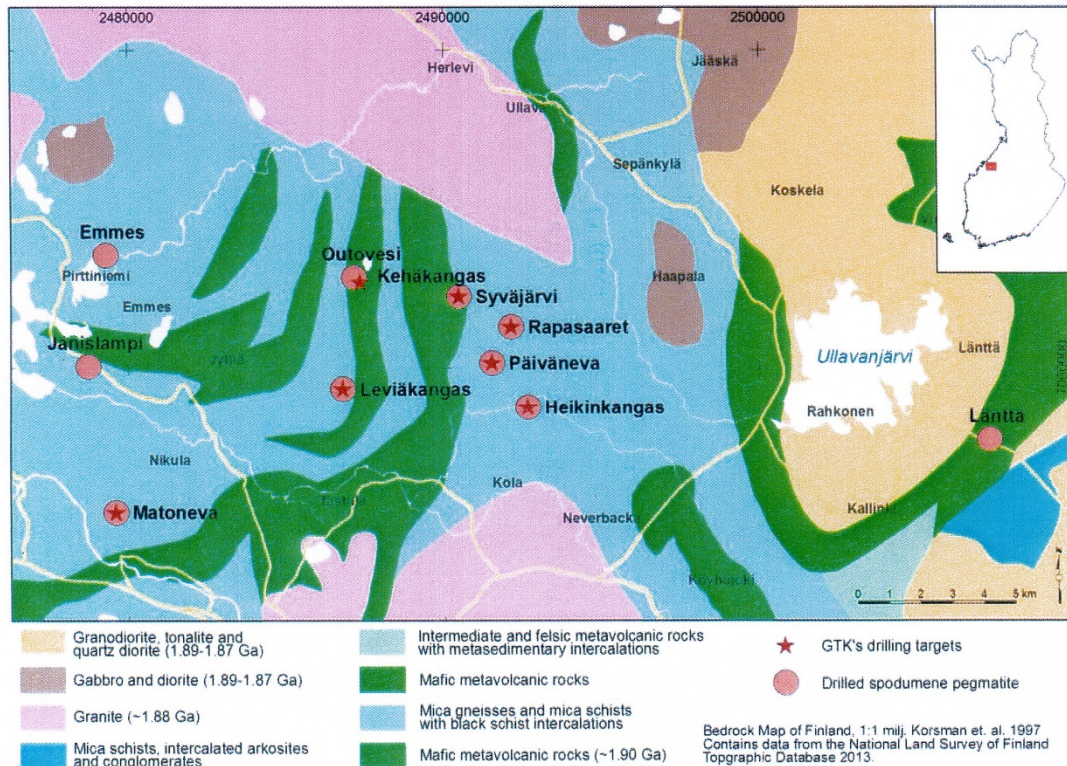 2480000
2490000
2500000
Jääskä
Herlevi
Ullava
Sepänkylä
Koskela
Emmes
Pirttiniemi
Outovesi
Kehäkangas
Haapala
Syväjärvi
Emmes
Rapasaaret
Ullavanjärvi
Länttä
Jänislampi
Päiväneva
Leviäkangas
Heikinkangas
Rahkonen
Länttä
Nikula
Kola
Matoneva
Neverbacka
Kallinki
0 1 2 3 4 5 km
Granodiorite, tonalite and
quartz diorite (1.89-1.87 Ga)
Gabbro and diorite (1.89-1.87 Ga)
Granite (~1.88 Ga)
Mica schists, intercalated arkosites
and conglomerates
Intermediate and felsic metavolcanic rocks
with metasedimentary intercalations
Mafic metavolcanic rocks
Mica gneisses and mica schists
with black schist intercalations
Mafic metavolcanic rocks (~1.90 Ga)
GTK's drilling targets
Drilled spodumene pegmatite
Bedrock Map of Finland, 1:1 milj. Korsman et. al. 1997
Contains data from the National Land Survey of Finland
Topgraphic Database 2013.